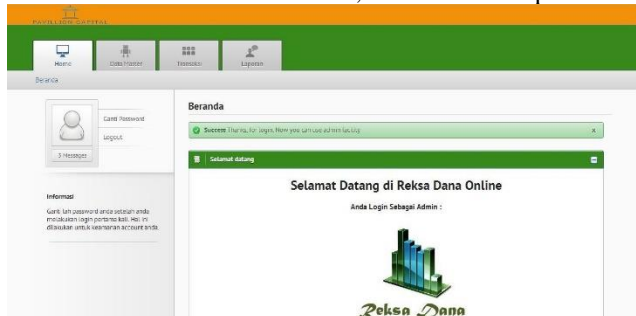 PAVILLION CAPITAL
Home
Data Master
Transaksi
Laporan
Beranda
Ganti Password
Logout
3 Messages
Informasi
Ganti lah password anda setelah anda
melakukan login pertama kali. Hal ini
dilakukan untuk keamanan account anda.
Beranda
Success Thanks, for login. Now you can use admin facility
x
Selamat datang
Selamat Datang di Reksa Dana Online
Anda Login Sebagai Admin :
Reksa Dana